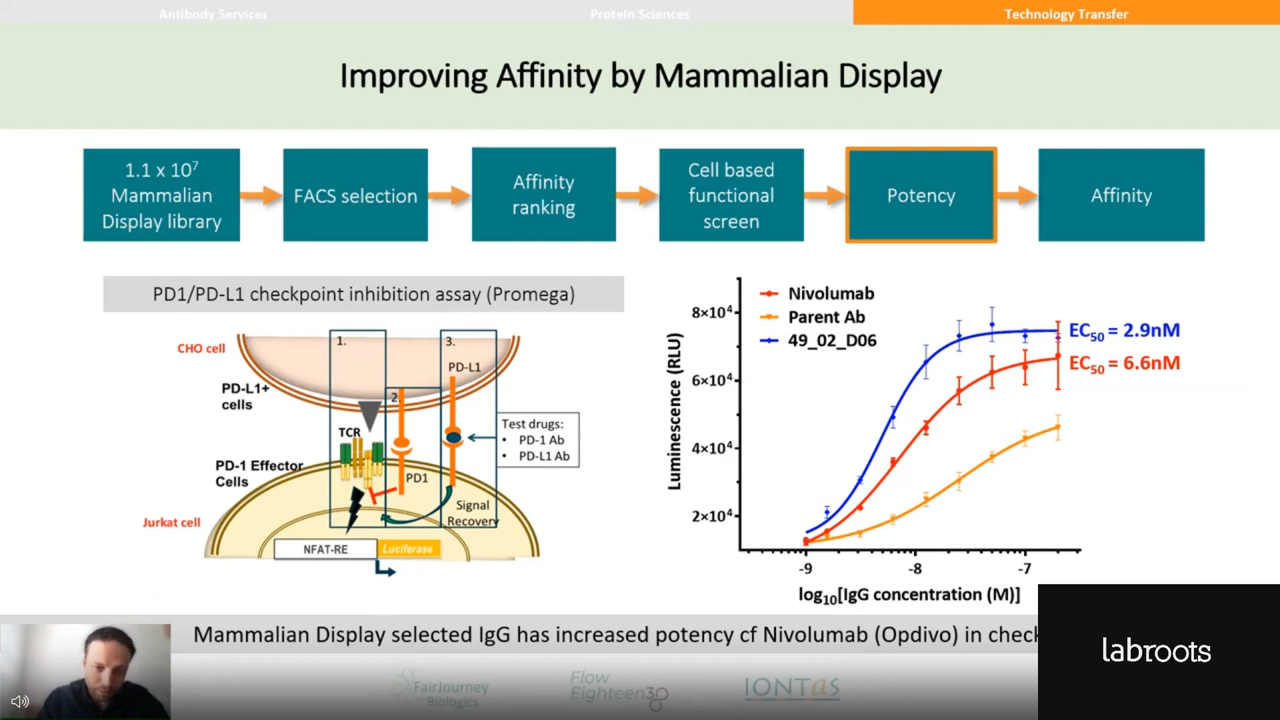 Antibody Services
Protein Sciences
Technology Transfer
Improving Affinity by Mammalian Display
1.1 x 10⁷
Mammalian
Display library
FACS selection
Affinity
ranking
Cell based
functional
screen
Potency
Affinity
PD1/PD-L1 checkpoint inhibition assay (Promega)
CHO cell
PD-L1+
cells
1.
2.
3.
PD-L1
TCR
Test drugs:
• PD-1 Ab
• PD-L1 Ab
PD-1 Effector
Cells
PD1
Signal
Recovery
Jurkat cell
NFAT-RE
Luciferase
Nivolumab
Parent Ab
49_02_D06
EC₅₀ = 2.9nM
EC₅₀ = 6.6nM
Luminescence (RLU)
8×10⁴
6×10⁴
4×10⁴
2×10⁴
-9
-8
-7
log₁₀[IgG concentration (M)]
Mammalian Display selected IgG has increased potency cf Nivolumab (Opdivo) in check
labroots
FairJourney
Biologics
Flow
Eighteen38
IONTAS